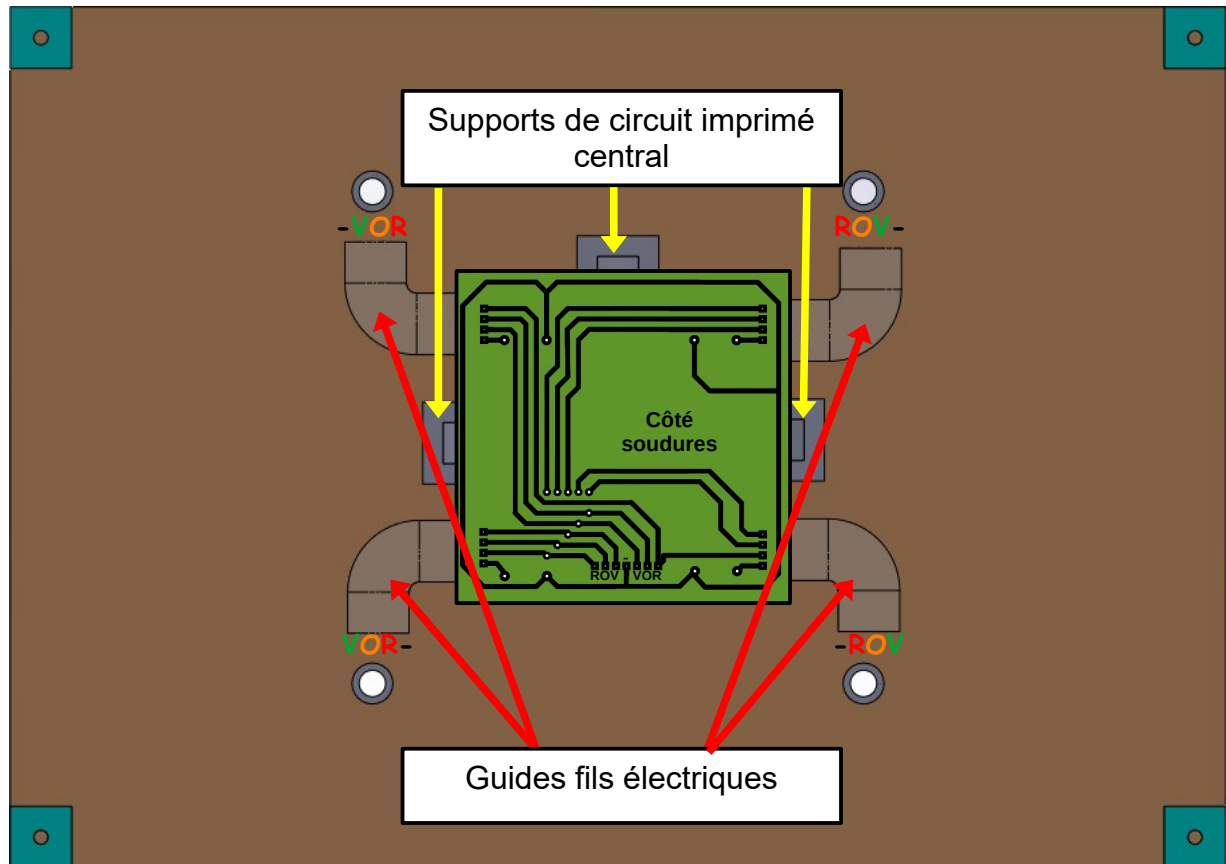 Supports de circuit imprimé
central
-VOR
ROV-
Côté
soudures
-
ROV
VOR
VOR-
-ROV
Guides fils électriques